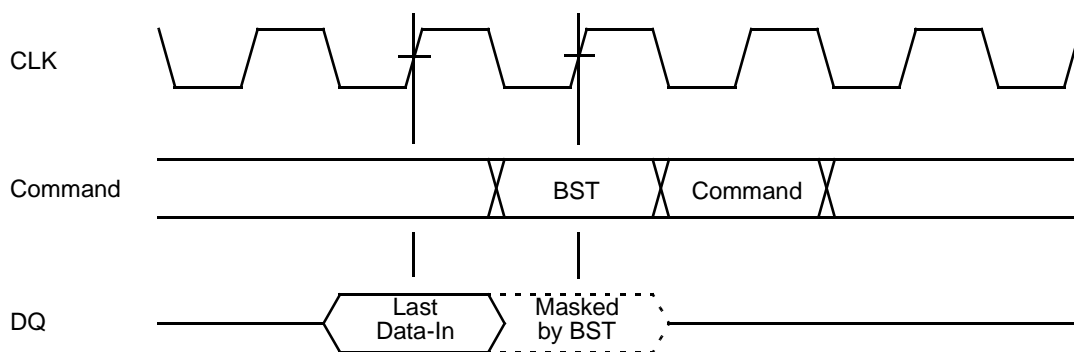 CLK
Command
BST
Command
DQ
Last
Data-In
Masked
by BST